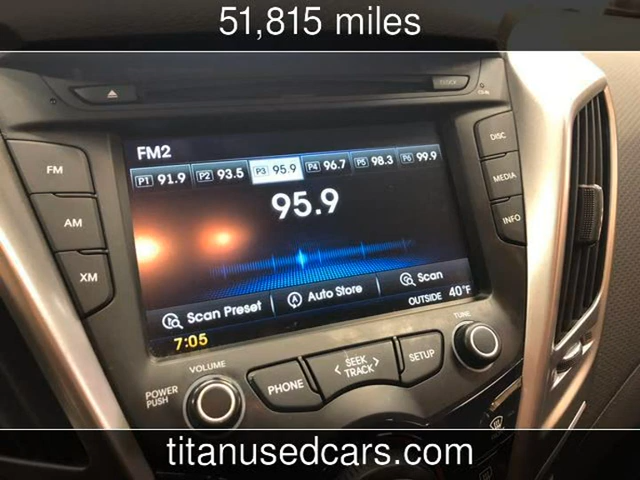 51,815 miles
CLOCK
FM2
FM
P1 91.9 P2 93.5 P3 95.9 P4 96.7 P5 98.3 P6 99.9
DISC
95.9
MEDIA
AM
INFO
XM
Scan Preset Auto Store Scan
OUTSIDE 40°F
7:05
VOLUME
TUNE
POWER
PUSH
PHONE
SEEK
TRACK
SETUP
titanusedcars.com